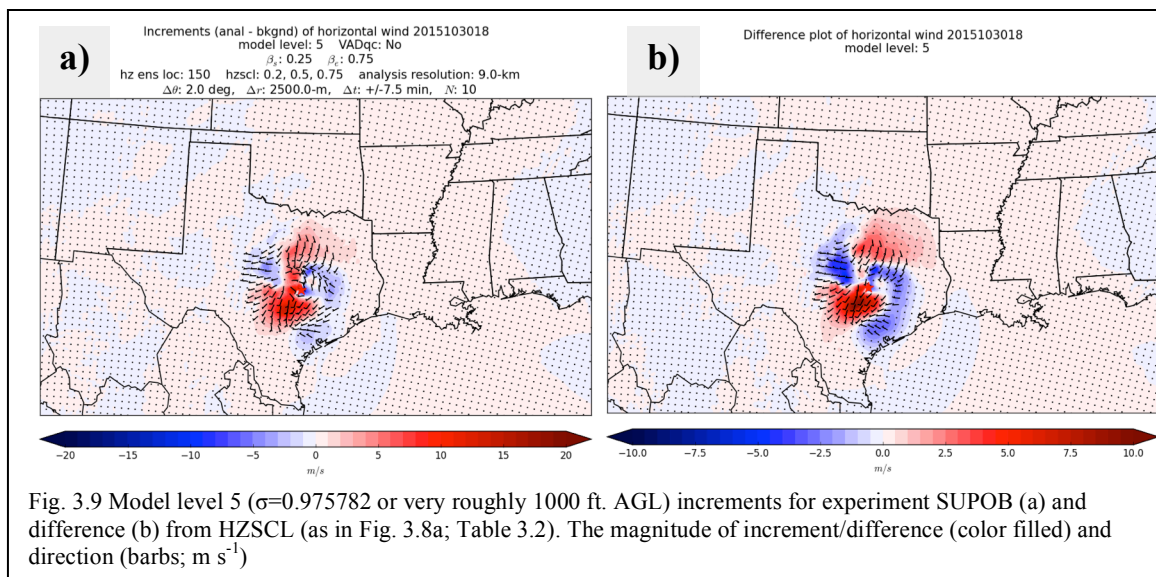 a)
Increments (anal - bkgnd) of horizontal wind 2015103018
model level: 5 VADqc: No
βs: 0.25 βe: 0.75
hz ens loc: 150 hzscl: 0.2, 0.5, 0.75 analysis resolution: 9.0-km
Δθ: 2.0 deg, Δr: 2500.0-m, Δt: +/-7.5 min, N: 10
b)
Difference plot of horizontal wind 2015103018
model level: 5
−20 −15 −10 −5 0 5 10 15 20
m/s
−10.0 −7.5 −5.0 −2.5 0.0 2.5 5.0 7.5 10.0
m/s
Fig. 3.9 Model level 5 (σ=0.975782 or very roughly 1000 ft. AGL) increments for experiment SUPOB (a) and
difference (b) from HZSCL (as in Fig. 3.8a; Table 3.2). The magnitude of increment/difference (color filled) and
direction (barbs; m s⁻¹)